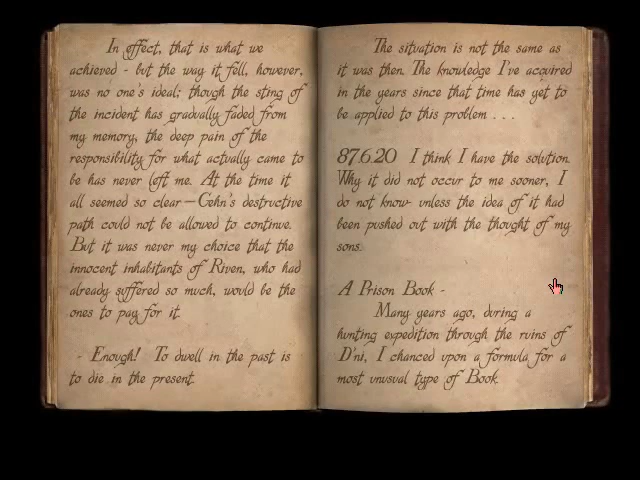 In effect, that is what we
achieved - but the way it fell, however,
was no one's ideal; though the sting of
the incident has gradually faded from
my memory, the deep pain of the
responsibility for what actually came to
be has never left me. At the time it
all seemed so clear—Gehn's destructive
path could not be allowed to continue.
But it was never my choice that the
innocent inhabitants of Riven, who had
already suffered so much, would be the
ones to pay for it.
- Enough! To dwell in the past is
to die in the present.
The situation is not the same as
it was then. The knowledge I've acquired
in the years since that time has yet to
be applied to this problem . . .
87.6.20 I think I have the solution.
Why it did not occur to me sooner, I
do not know- unless the idea of it had
been pushed out with the thought of my
sons.
A Prison Book -
Many years ago, during a
hunting expedition through the ruins of
D'ni, I chanced upon a formula for a
most unusual type of Book.